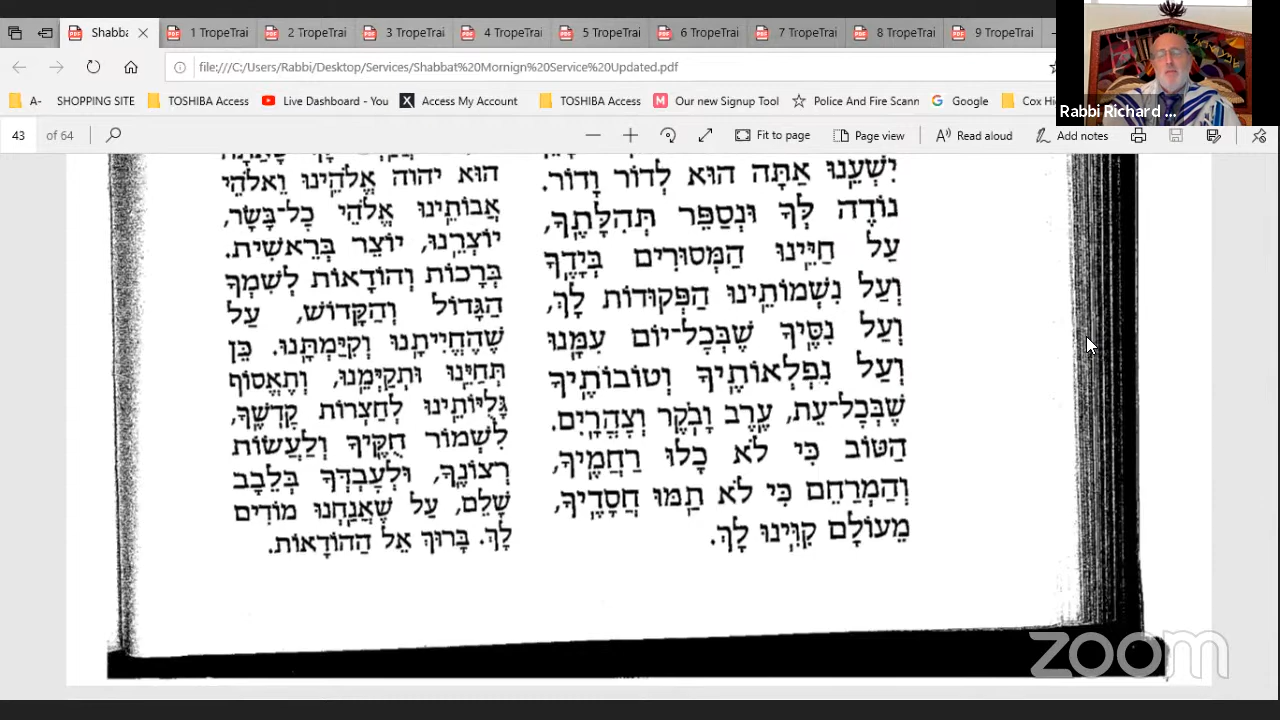 Shabba
1 TropeTrai
2 TropeTrai
3 TropeTrai
4 TropeTrai
5 TropeTrai
6 TropeTrai
7 TropeTrai
8 TropeTrai
9 TropeTrai
file:///C:/Users/Rabbi/Desktop/Services/Shabbat%20Mornign%20Service%20Updated.pdf
A- SHOPPING SITE
TOSHIBA Access
Live Dashboard - You
Access My Account
TOSHIBA Access
Our new Signup Tool
Police And Fire Scann
Google
Cox Hi
Rabbi Richard ...
43 of 64
Fit to page
Page view
Read aloud
Add notes
יִשְׁעֵֽנוּ אַתָּה הוּא לְדוֹר וָדוֹר.
נוֹדֶה לְּךָ וּנְסַפֵּר תְּהִלָּתֶֽךָ,
עַל חַיֵּֽינוּ הַמְּסוּרִים בְּיָדֶֽךָ
וְעַל נִשְׁמוֹתֵֽינוּ הַפְּקוּדוֹת לָךְ,
וְעַל נִסֶּֽיךָ שֶׁבְּכָל־יוֹם עִמָּֽנוּ
וְעַל נִפְלְאוֹתֶֽיךָ וְטוֹבוֹתֶֽיךָ
שֶׁבְּכָל־עֵת, עֶֽרֶב וָבֹֽקֶר וְצָהֳרָֽיִם.
הַטּוֹב כִּי לֹא כָלוּ רַחֲמֶֽיךָ,
וְהַמְרַחֵם כִּי לֹא תַֽמּוּ חֲסָדֶֽיךָ,
מֵעוֹלָם קִוִּֽינוּ לָךְ.
הוּא יהוה אֱלֹהֵֽינוּ וֵאלֹהֵי
אֲבוֹתֵֽינוּ אֱלֹהֵי כָל־בָּשָׂר,
יוֹצְרֵֽנוּ, יוֹצֵר בְּרֵאשִׁית.
בְּרָכוֹת וְהוֹדָאוֹת לְשִׁמְךָ
הַגָּדוֹל וְהַקָּדוֹשׁ, עַל
שֶׁהֶחֱיִיתָֽנוּ וְקִיַּמְתָּֽנוּ. כֵּן
תְּחַיֵּֽנוּ וּתְקַיְּמֵֽנוּ, וְתֶאֱסוֹף
גָּלֻיּוֹתֵֽינוּ לְחַצְרוֹת קָדְשֶֽׁךָ,
לִשְׁמוֹר חֻקֶּֽיךָ וְלַעֲשׂוֹת
רְצוֹנֶֽךָ, וּלְעָבְדְּךָ בְּלֵבָב
שָׁלֵם, עַל שֶׁאֲנַֽחְנוּ מוֹדִים
לָךְ. בָּרוּךְ אֵל הַהוֹדָאוֹת.
zoom